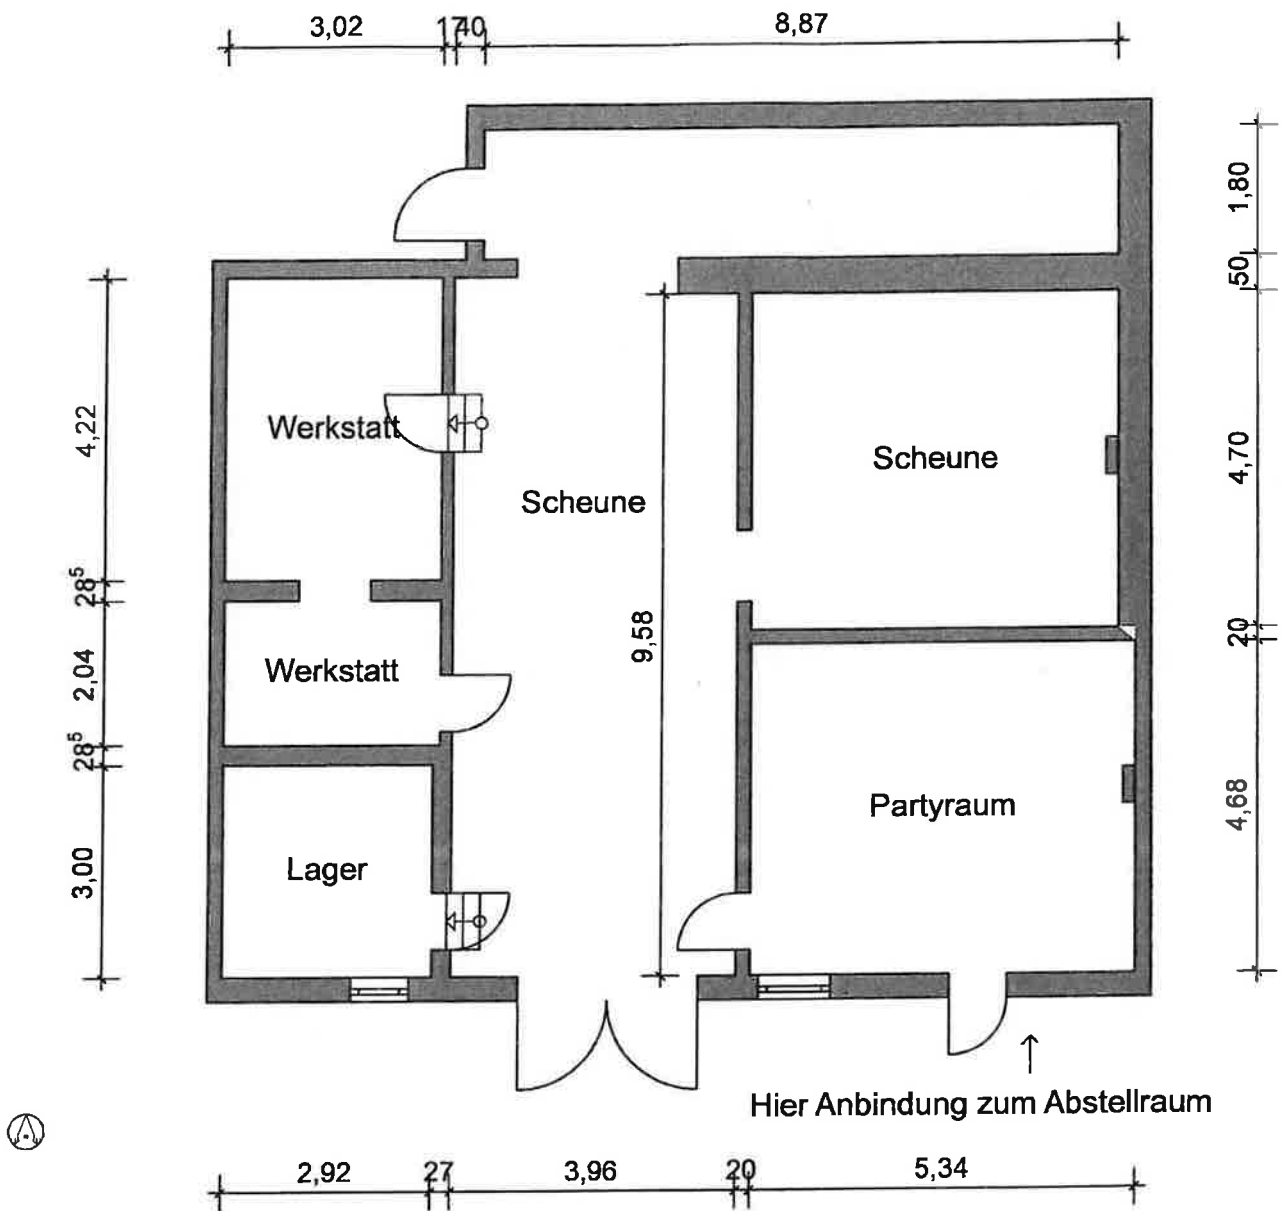 3,02 17 40 8,87
1,80
50
4,22
Werkstatt
Scheune
4,70
Scheune
28⁵
9,58
20
Werkstatt
2,04
28⁵
Partyraum
4,68
Lager
3,00
Hier Anbindung zum Abstellraum
2,92 27 3,96 20 5,34